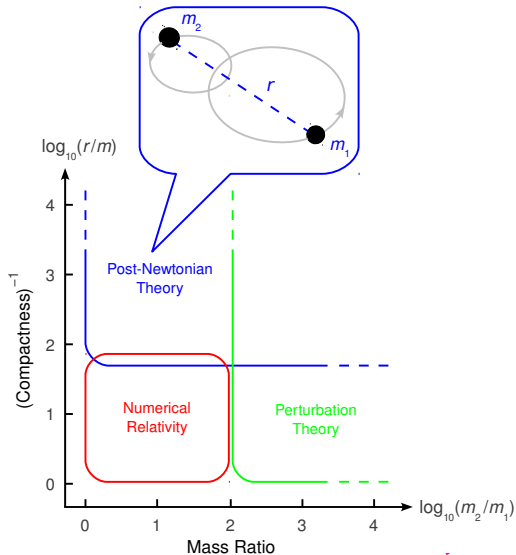 m₂
r
m₁
log₁₀(r/m)
4
3
2
1
0
(Compactness)⁻¹
Post-Newtonian
Theory
Numerical
Relativity
Perturbation
Theory
0
1
2
3
4
log₁₀(m₂/m₁)
Mass Ratio